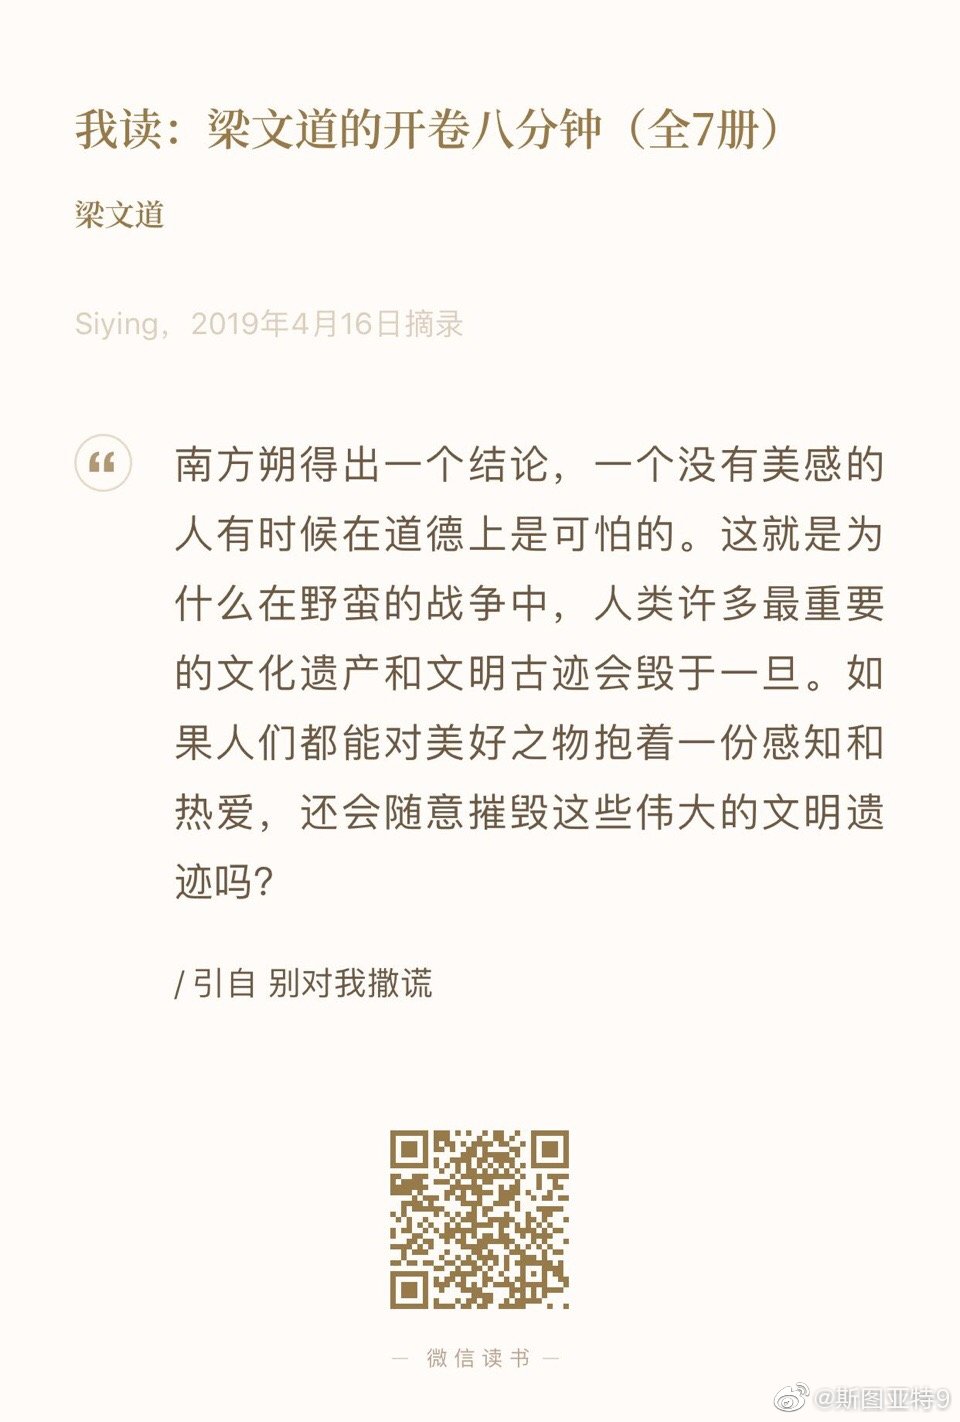 我读：梁文道的开卷八分钟（全7册）
梁文道
Siying，2019年4月16日摘录
南方朔得出一个结论，一个没有美感的
人有时候在道德上是可怕的。这就是为
什么在野蛮的战争中，人类许多最重要
的文化遗产和文明古迹会毁于一旦。如
果人们都能对美好之物抱着一份感知和
热爱，还会随意摧毁这些伟大的文明遗
迹吗？
/ 引自 别对我撒谎
— 微信读书 —
@斯图亚特9